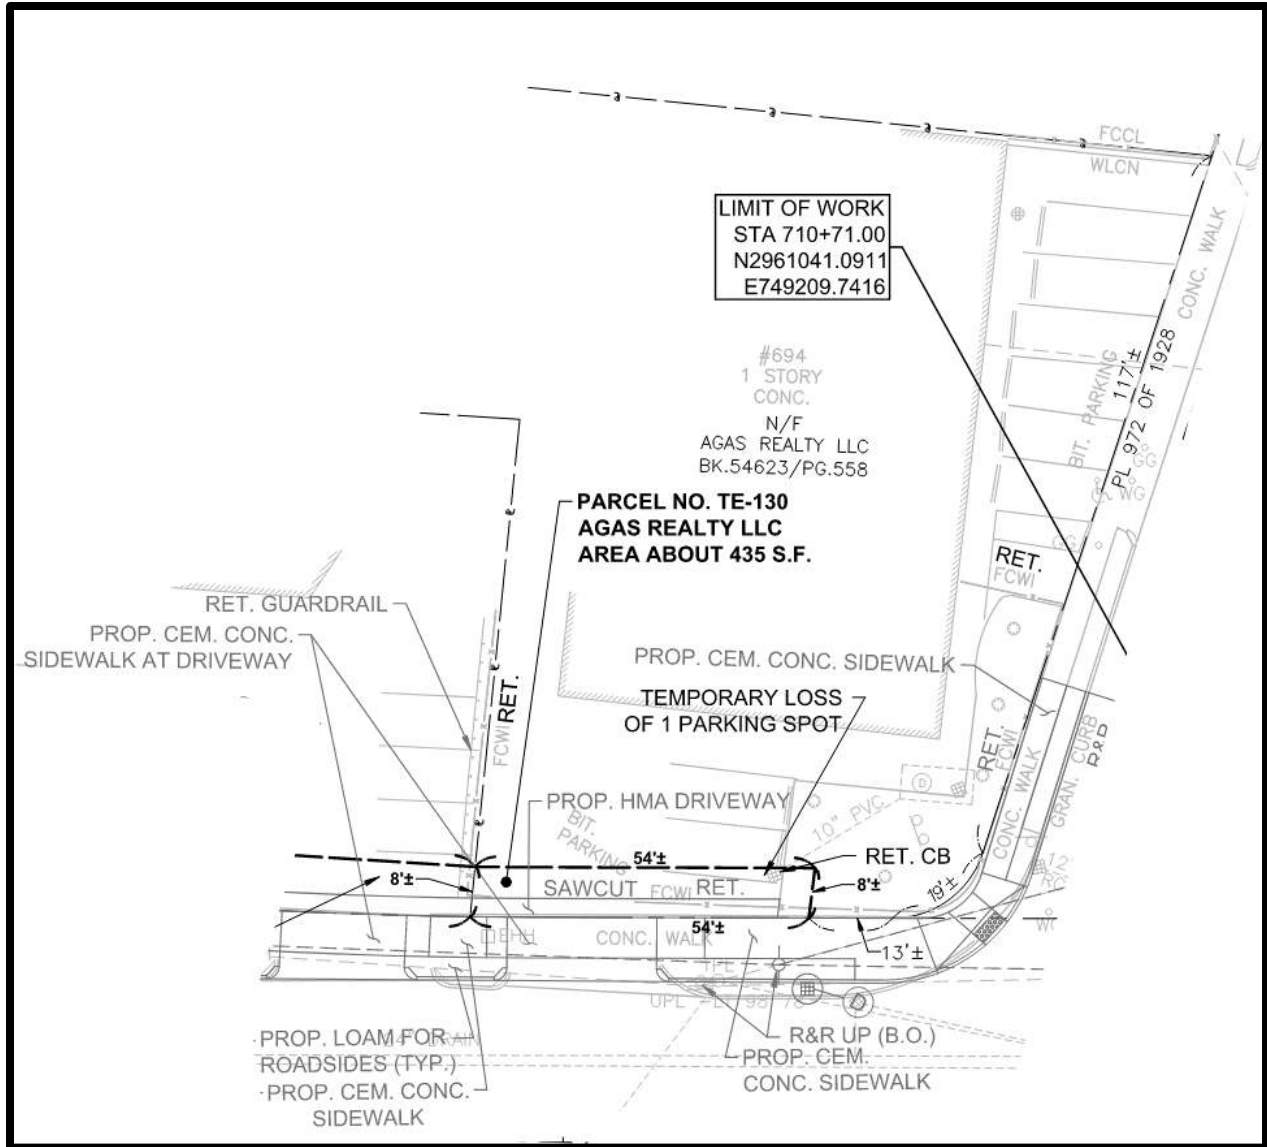 FCCL
WLCN
LIMIT OF WORK
STA 710+71.00
N2961041.0911
E749209.7416
CONC. WALK
#694
1 STORY
CONC.
N/F
AGAS REALTY LLC
BK.54623/PG.558
BIT. PARKING
117'±
PL 972 OF 1928
GG
WG
GG
PARCEL NO. TE-130
AGAS REALTY LLC
AREA ABOUT 435 S.F.
RET.
FCWI
RET. GUARDRAIL
PROP. CEM. CONC.
SIDEWALK AT DRIVEWAY
PROP. CEM. CONC. SIDEWALK
TEMPORARY LOSS
OF 1 PARKING SPOT
RET.
FCWI
RET.
FCWI
CONC. WALK
GRAN. CURB
R&R
D
PROP. HMA DRIVEWAY
BIT.
PARKING
10" PVC
54'±
RET. CB
8'±
SAWCUT
FCWI
RET.
8'±
19'±
54'±
EHH
CONC. WALK
13'±
UPL
R&R UP (B.O.)
PROP. LOAM FOR
ROADSIDES (TYP.)
DRAIN
PROP. CEM.
CONC. SIDEWALK
PROP. CEM. CONC.
SIDEWALK